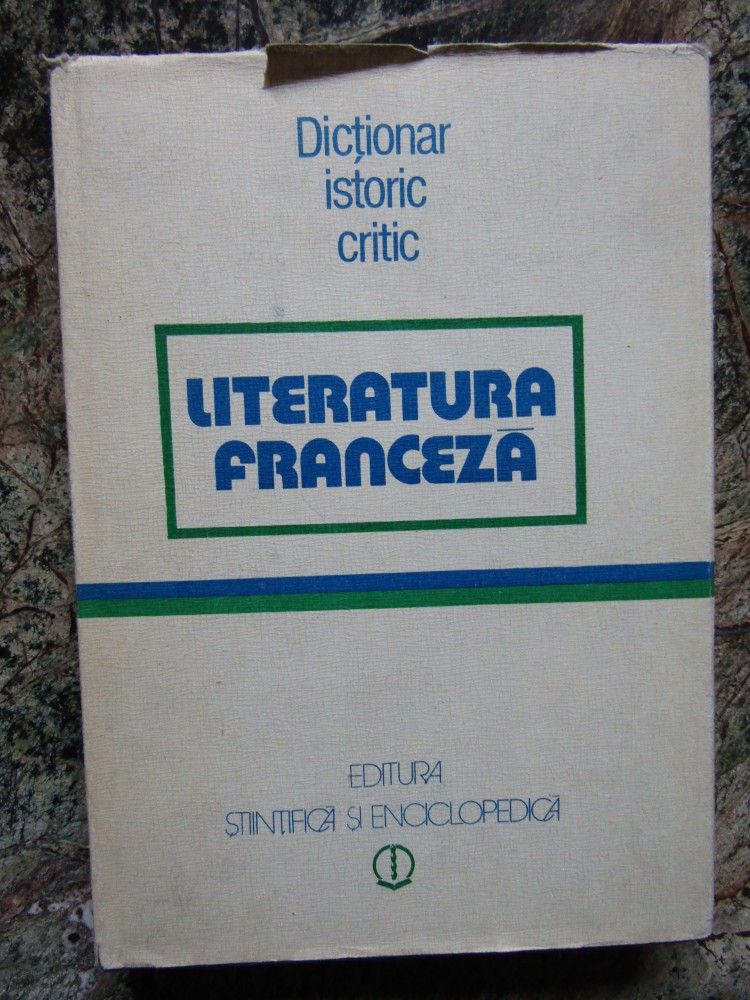 Dicționar
istoric
critic
LITERATURA
FRANCEZĂ
EDITURA
ȘTIINȚIFICĂ ȘI ENCICLOPEDICĂ